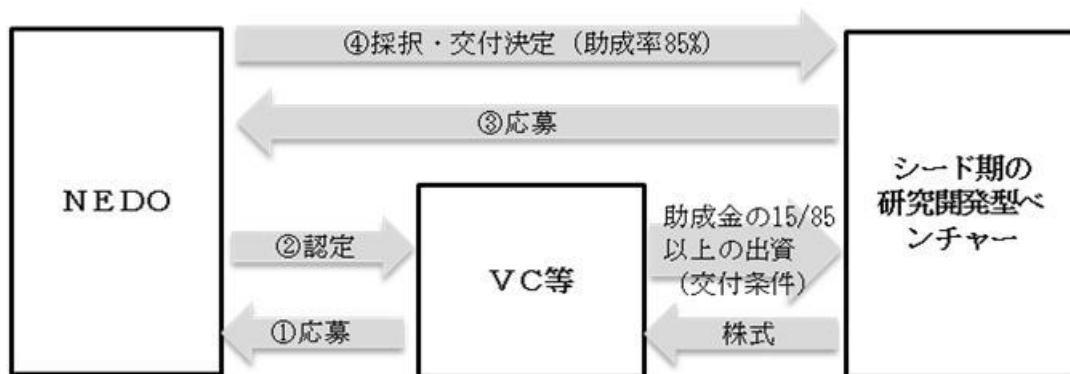 ④採択・交付決定（助成率85%）
③応募
NEDO
シード期の
研究開発型ベ
ンチャー
②認定
VC等
助成金の15/85
以上の出資
（交付条件）
①応募
株式